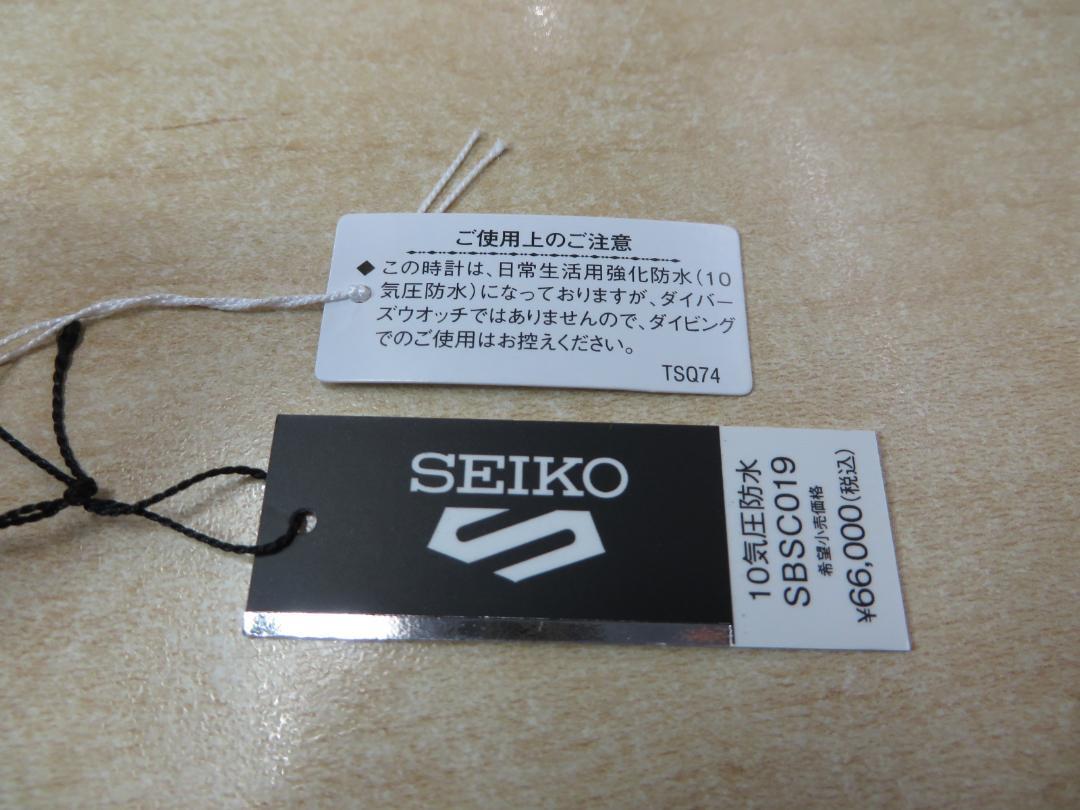 ご使用上のご注意
◆この時計は、日常生活用強化防水(10
気圧防水)になっておりますが、ダイバー
ズウオッチではありませんので、ダイビング
でのご使用はお控えください。
TSQ74
SEIKO
10気圧防水
SBSC019
希望小売価格
¥66,000(税込)